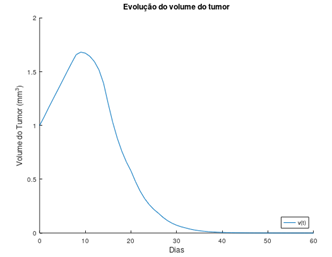 Evolução do volume do tumor
Volume do Tumor (mm³)
2
1.5
1
0.5
0
0 10 20 30 40 50 60
Dias
v(t)